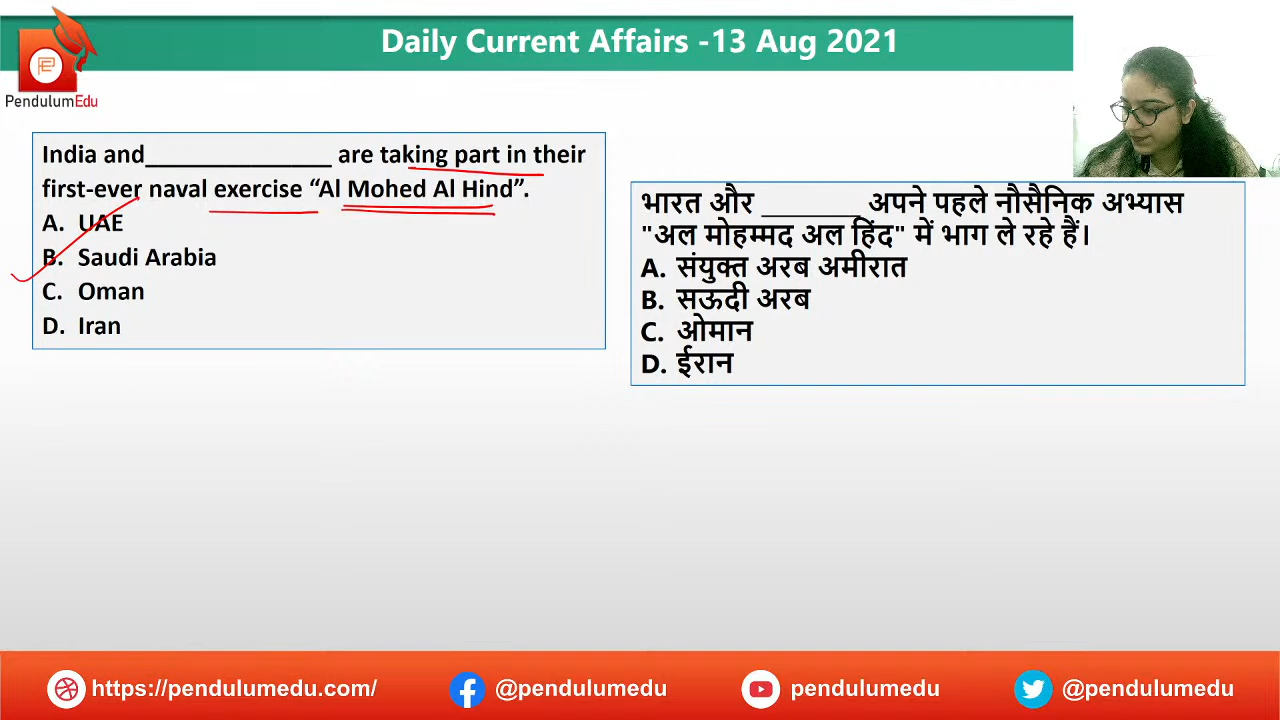 Daily Current Affairs -13 Aug 2021
PendulumEdu
India and_______________ are taking part in their
first-ever naval exercise “Al Mohed Al Hind”.
A. UAE
B. Saudi Arabia
C. Oman
D. Iran
भारत और _______ अपने पहले नौसैनिक अभ्यास
"अल मोहम्मद अल हिंद" में भाग ले रहे हैं।
A. संयुक्त अरब अमीरात
B. सऊदी अरब
C. ओमान
D. ईरान
https://pendulumedu.com/
@pendulumedu
pendulumedu
@pendulumedu